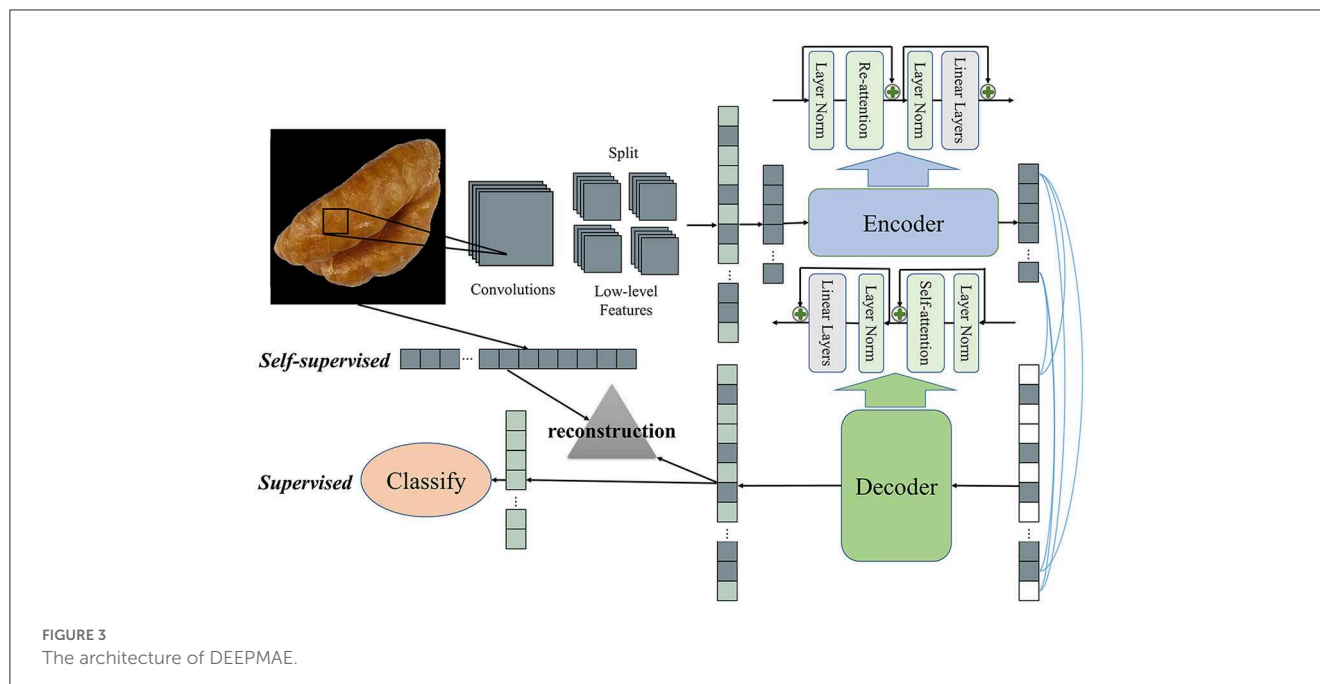 Layer Norm
Re-attention
Layer Norm
Linear Layers
Split
Encoder
Convolutions
Low-level
Features
Linear Layers
Layer Norm
Self-attention
Layer Norm
Self-supervised
reconstruction
Supervised
Classify
Decoder
FIGURE 3
The architecture of DEEPMAE.